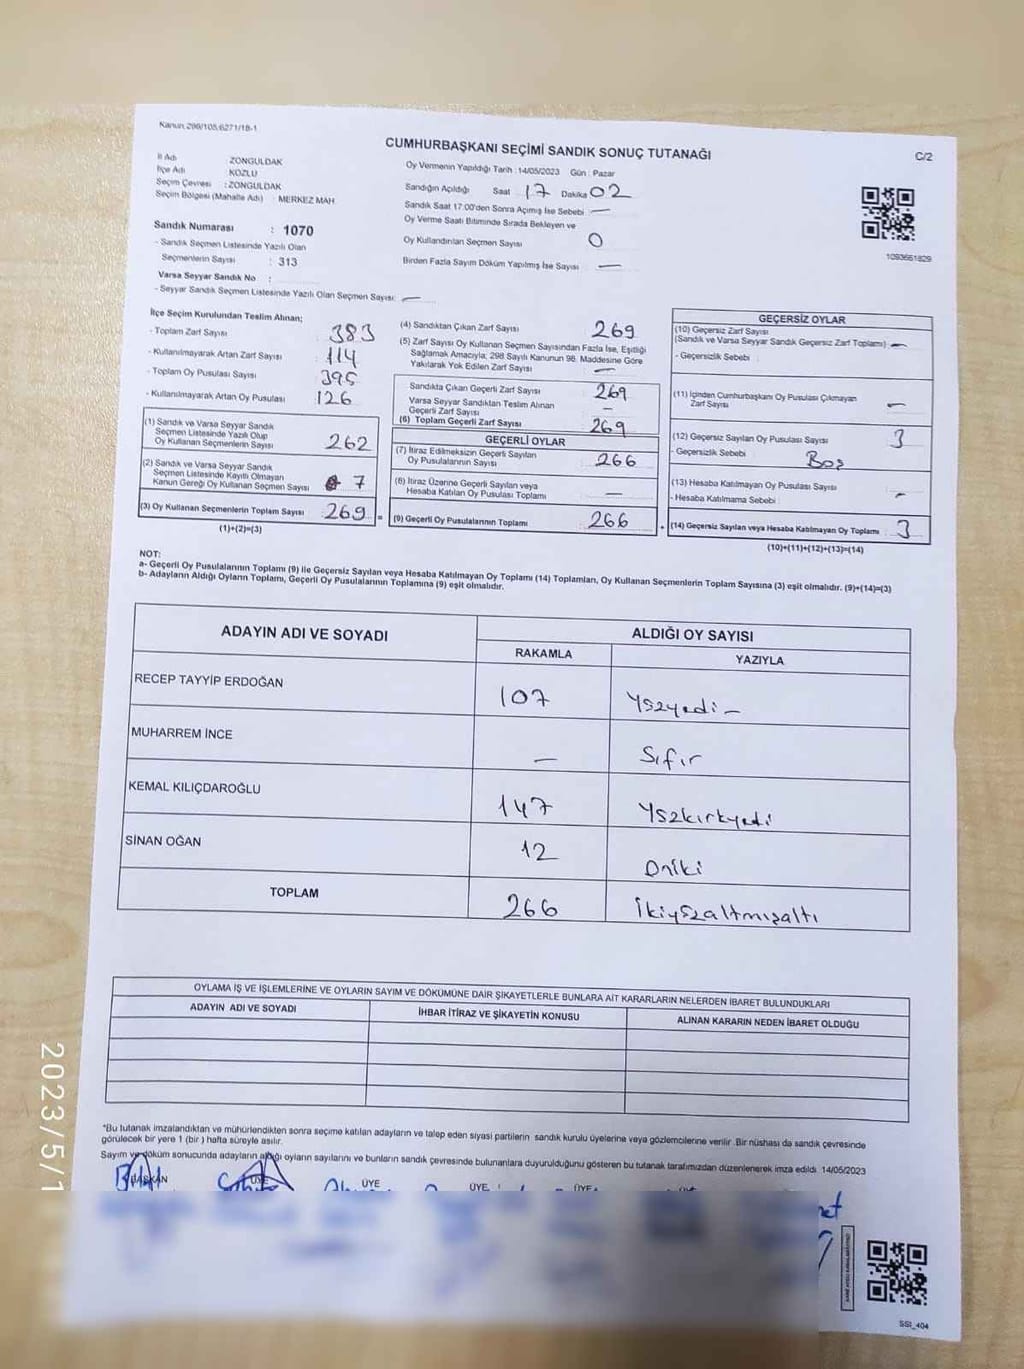 Kanun 298/105,6271/18-1
CUMHURBAŞKANI SEÇİMİ SANDIK SONUÇ TUTANAĞI
C/2
İl Adı ZONGULDAK
İlçe Adı KOZLU
Seçim Çevresi :ZONGULDAK
Seçim Bölgesi (Mahalle Adı) : MERKEZ MAH.
Oy Vermenin Yapıldığı Tarih : 14/05/2023 Gün : Pazar
Sandığın Açıldığı Saat 17 Dakika 02
Sandık Saat 17:00'den Sonra Açılmış İse Sebebi : —
Oy Verme Saati Bitiminde Sırada Bekleyen ve
Oy Kullandırılan Seçmen Sayısı 0
Birden Fazla Sayım Döküm Yapılmış İse Sayısı —
1093661829
Sandık Numarası : 1070
- Sandık Seçmen Listesinde Yazılı Olan
Seçmenlerin Sayısı : 313
Varsa Seyyar Sandık No :
- Seyyar Sandık Seçmen Listesinde Yazılı Olan Seçmen Sayısı: —
İlçe Seçim Kurulundan Teslim Alınan;
- Toplam Zarf Sayısı 383
- Kullanılmayarak Artan Zarf Sayısı 114
- Toplam Oy Pusulası Sayısı 395
- Kullanılmayarak Artan Oy Pusulası 126
(1) Sandık ve Varsa Seyyar Sandık
Seçmen Listesinde Yazılı Olup
Oy Kullanan Seçmenlerin Sayısı 262
(2) Sandık ve Varsa Seyyar Sandık
Seçmen Listesinde Kayıtlı Olmayan
Kanun Gereği Oy Kullanan Seçmen Sayısı 7
(3) Oy Kullanan Seçmenlerin Toplam Sayısı 269 =
(1)+(2)=(3)
(4) Sandıktan Çıkan Zarf Sayısı 269
(5) Zarf Sayısı Oy Kullanan Seçmen Sayısından Fazla İse, Eşitliği
Sağlamak Amacıyla; 298 Sayılı Kanunun 98. Maddesine Göre
Yakılarak Yok Edilen Zarf Sayısı —
Sandıkta Çıkan Geçerli Zarf Sayısı 269
Varsa Seyyar Sandıktan Teslim Alınan
Geçerli Zarf Sayısı —
(6) Toplam Geçerli Zarf Sayısı 269
GEÇERLİ OYLAR
(7) İtiraz Edilmeksizin Geçerli Sayılan
Oy Pusulalarının Sayısı 266
(8) İtiraz Üzerine Geçerli Sayılan veya
Hesaba Katılan Oy Pusulası Toplamı —
(9) Geçerli Oy Pusulalarının Toplamı 266 +
GEÇERSİZ OYLAR
(10) Geçersiz Zarf Sayısı
(Sandık ve Varsa Seyyar Sandık Geçersiz Zarf Toplamı) —
- Geçersizlik Sebebi :
(11) İçinden Cumhurbaşkanı Oy Pusulası Çıkmayan
Zarf Sayısı —
(12) Geçersiz Sayılan Oy Pusulası Sayısı 3
- Geçersizlik Sebebi Boş
(13) Hesaba Katılmayan Oy Pusulası Sayısı —
- Hesaba Katılmama Sebebi :
(14) Geçersiz Sayılan veya Hesaba Katılmayan Oy Toplamı 3
(10)+(11)+(12)+(13)=(14)
NOT:
a- Geçerli Oy Pusulalarının Toplamı (9) ile Geçersiz Sayılan veya Hesaba Katılmayan Oy Toplamı (14) Toplamları, Oy Kullanan Seçmenlerin Toplam Sayısına (3) eşit olmalıdır. (9)+(14)=(3)
b- Adayların Aldığı Oyların Toplamı, Geçerli Oy Pusulalarının Toplamına (9) eşit olmalıdır.
ADAYIN ADI VE SOYADI ALDIĞI OY SAYISI
RAKAMLA YAZIYLA
RECEP TAYYİP ERDOĞAN 107 Yüzyedi –
MUHARREM İNCE — Sıfır
KEMAL KILIÇDAROĞLU 147 Yüzkırkyedi
SİNAN OĞAN 12 Oniki
TOPLAM 266 İkiyüzaltmışaltı
OYLAMA İŞ VE İŞLEMLERİNE VE OYLARIN SAYIM VE DÖKÜMÜNE DAİR ŞİKAYETLERLE BUNLARA AİT KARARLARIN NELERDEN İBARET BULUNDUKLARI
ADAYIN ADI VE SOYADI İHBAR İTİRAZ VE ŞİKAYETİN KONUSU ALINAN KARARIN NEDEN İBARET OLDUĞU
*Bu tutanak imzalandıktan ve mühürlendikten sonra seçime katılan adayların ve talep eden siyasi partilerin sandık kurulu üyelerine veya gözlemcilerine verilir. Bir nüshası da sandık çevresinde
görülecek bir yere 1 (bir) hafta süreyle asılır.
Sayım ve döküm sonucunda adayların aldığı oyların sayılarını ve bunların sandık çevresinde bulunanlara duyurulduğunu gösteren bu tutanak tarafımızdan düzenlenerek imza edildi. 14/05/2023
BAŞKAN ÜYE ÜYE ÜYE ÜYE
SSI_404
2023/5/1